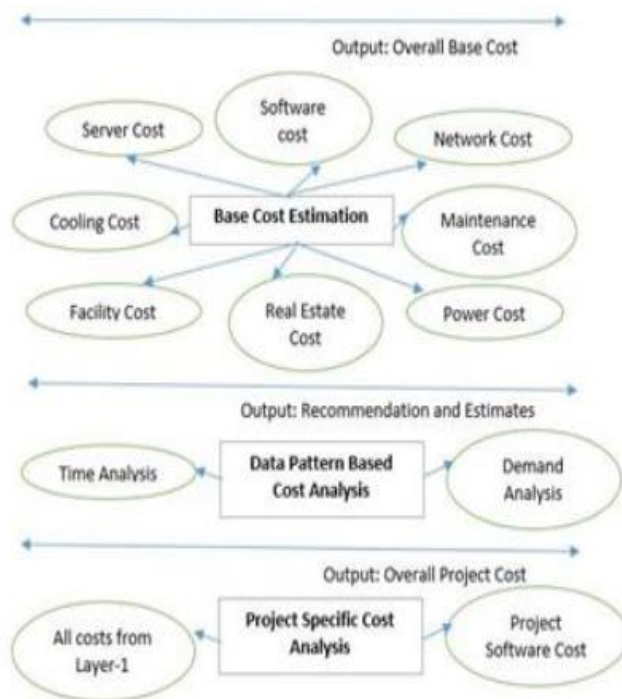 Output: Overall Base Cost
Software
cost
Server Cost
Network Cost
Base Cost Estimation
Cooling Cost
Maintenance
Cost
Facility Cost
Real Estate
Cost
Power Cost
Output: Recommendation and Estimates
Time Analysis
Data Pattern Based
Cost Analysis
Demand
Analysis
Output: Overall Project Cost
All costs from
Layer-1
Project Specific Cost
Analysis
Project
Software Cost